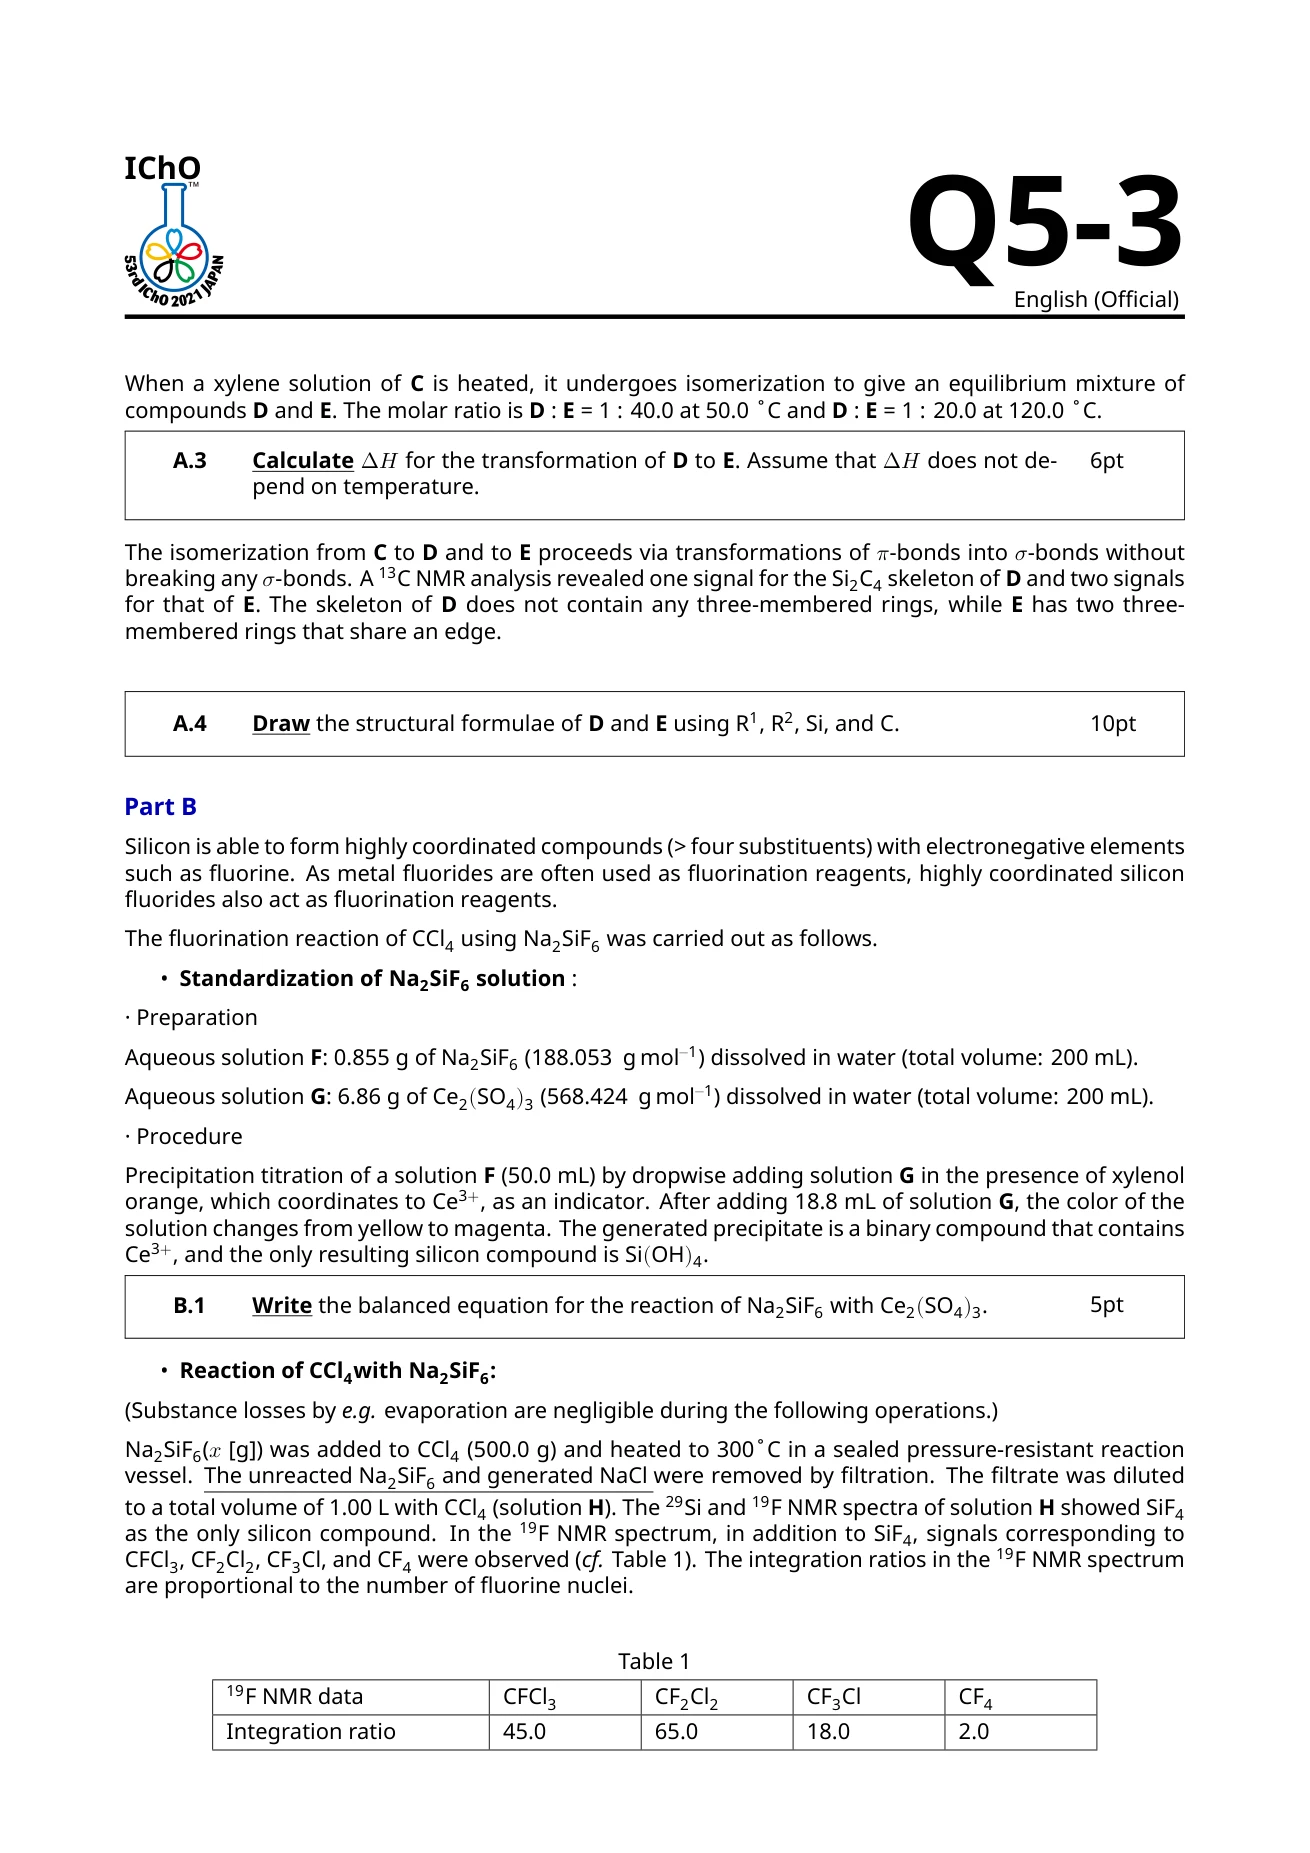 IChO
TM
53rd IChO 2021 JAPAN
Q5-3
English (Official)
When a xylene solution of C is heated, it undergoes isomerization to give an equilibrium mixture of
compounds D and E. The molar ratio is D : E = 1 : 40.0 at 50.0 ˚C and D : E = 1 : 20.0 at 120.0 ˚C.
A.3 Calculate ΔH for the transformation of D to E. Assume that ΔH does not de- 6pt
pend on temperature.
The isomerization from C to D and to E proceeds via transformations of π-bonds into σ-bonds without
breaking any σ-bonds. A ¹³C NMR analysis revealed one signal for the Si₂C₄ skeleton of D and two signals
for that of E. The skeleton of D does not contain any three-membered rings, while E has two three-
membered rings that share an edge.
A.4 Draw the structural formulae of D and E using R¹, R², Si, and C. 10pt
Part B
Silicon is able to form highly coordinated compounds (> four substituents) with electronegative elements
such as fluorine. As metal fluorides are often used as fluorination reagents, highly coordinated silicon
fluorides also act as fluorination reagents.
The fluorination reaction of CCl₄ using Na₂SiF₆ was carried out as follows.
• Standardization of Na₂SiF₆ solution :
· Preparation
Aqueous solution F: 0.855 g of Na₂SiF₆ (188.053 g mol⁻¹) dissolved in water (total volume: 200 mL).
Aqueous solution G: 6.86 g of Ce₂(SO₄)₃ (568.424 g mol⁻¹) dissolved in water (total volume: 200 mL).
· Procedure
Precipitation titration of a solution F (50.0 mL) by dropwise adding solution G in the presence of xylenol
orange, which coordinates to Ce³⁺, as an indicator. After adding 18.8 mL of solution G, the color of the
solution changes from yellow to magenta. The generated precipitate is a binary compound that contains
Ce³⁺, and the only resulting silicon compound is Si(OH)₄.
B.1 Write the balanced equation for the reaction of Na₂SiF₆ with Ce₂(SO₄)₃. 5pt
• Reaction of CCl₄with Na₂SiF₆:
(Substance losses by e.g. evaporation are negligible during the following operations.)
Na₂SiF₆(x [g]) was added to CCl₄ (500.0 g) and heated to 300˚C in a sealed pressure-resistant reaction
vessel. The unreacted Na₂SiF₆ and generated NaCl were removed by filtration. The filtrate was diluted
to a total volume of 1.00 L with CCl₄ (solution H). The ²⁹Si and ¹⁹F NMR spectra of solution H showed SiF₄
as the only silicon compound. In the ¹⁹F NMR spectrum, in addition to SiF₄, signals corresponding to
CFCl₃, CF₂Cl₂, CF₃Cl, and CF₄ were observed (cf. Table 1). The integration ratios in the ¹⁹F NMR spectrum
are proportional to the number of fluorine nuclei.
Table 1
¹⁹F NMR data CFCl₃ CF₂Cl₂ CF₃Cl CF₄
Integration ratio 45.0 65.0 18.0 2.0